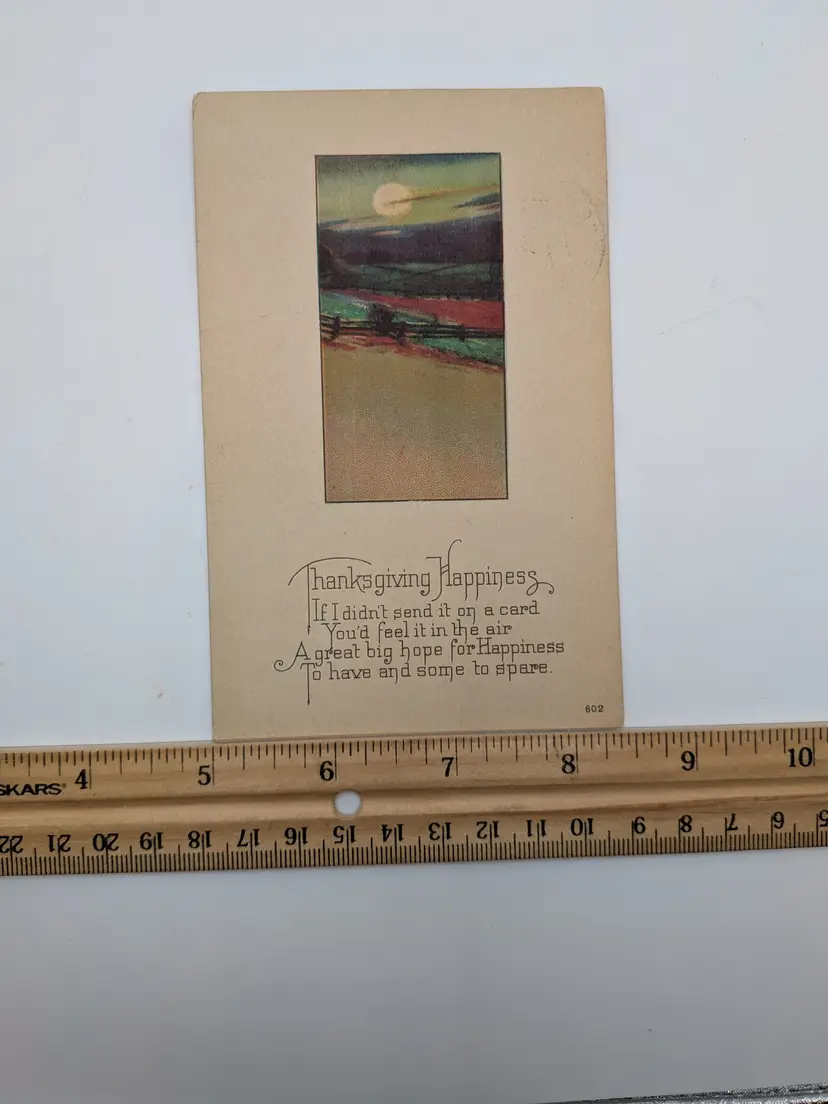 Thanksgiving Happiness
If I didn't send it on a card
You'd feel it in the air
A great big hope for Happiness
To have and some to spare.
602
SKARS®
4 5 6 7 8 9 10
22 21 20 19 18 17 16 15 14 13 12 11 10 9 8 7 6 5